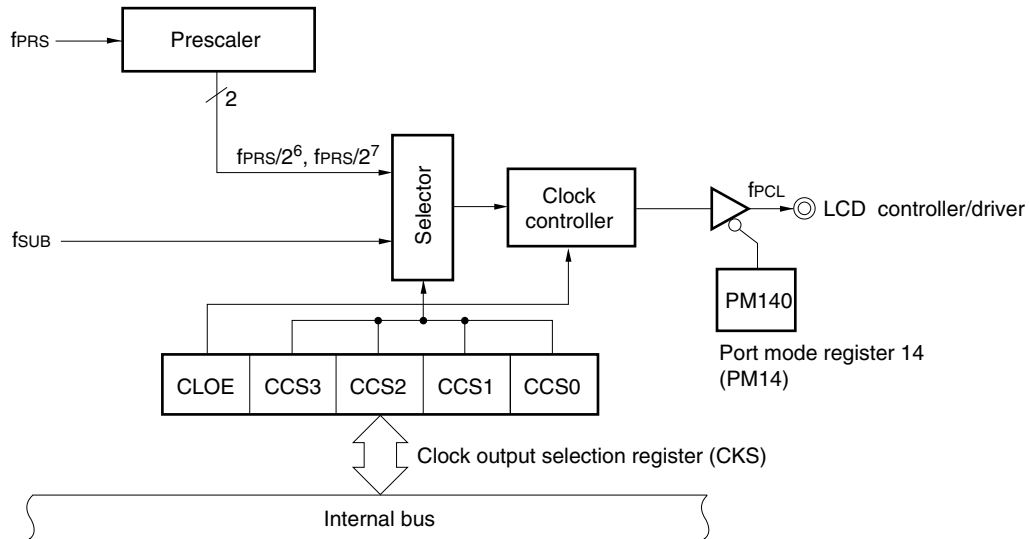 fPRS
Prescaler
2
fPRS/2⁶, fPRS/2⁷
fSUB
Selector
Clock
controller
fPCL
LCD controller/driver
PM140
Port mode register 14
(PM14)
CLOE CCS3 CCS2 CCS1 CCS0
Clock output selection register (CKS)
Internal bus